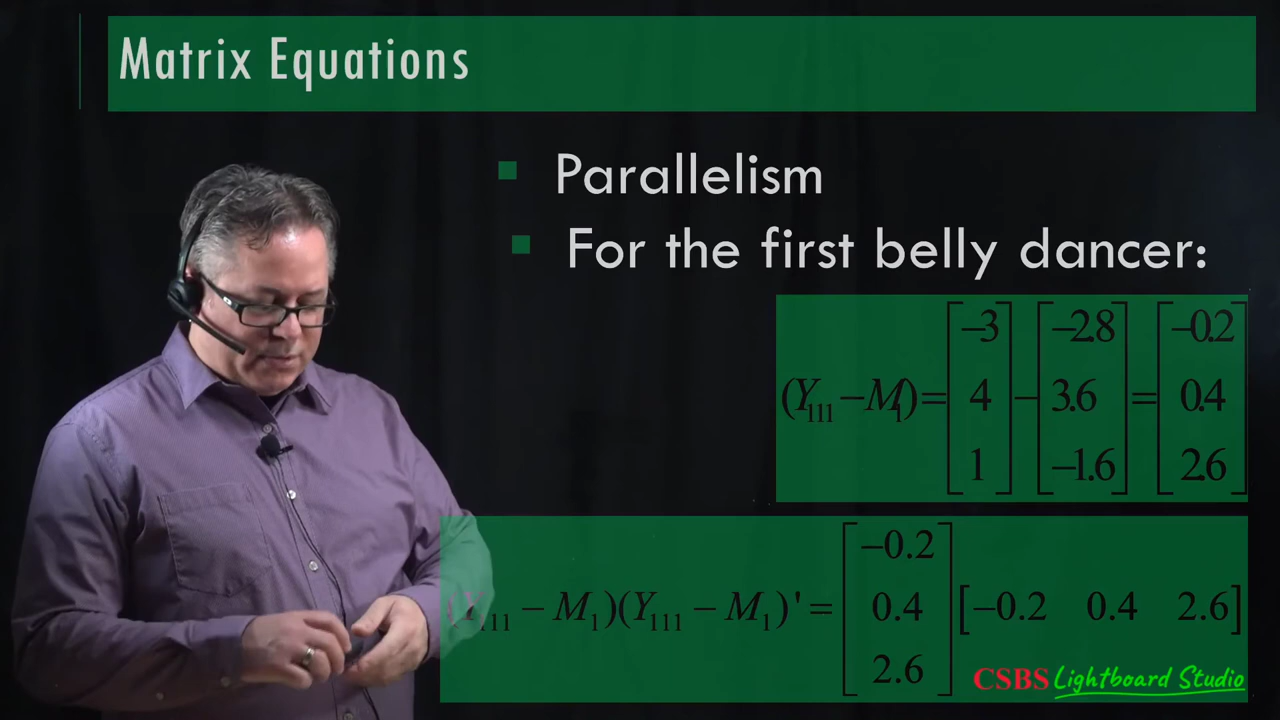 Matrix Equations
Parallelism
For the first belly dancer:
(Y₁₁₁ − M₁) = [−3 4 1] − [−2.8 3.6 −1.6] = [−0.2 0.4 2.6]
(Y₁₁₁ − M₁)(Y₁₁₁ − M₁)' = [−0.2 0.4 2.6] [−0.2 0.4 2.6]
CSBS Lightboard Studio